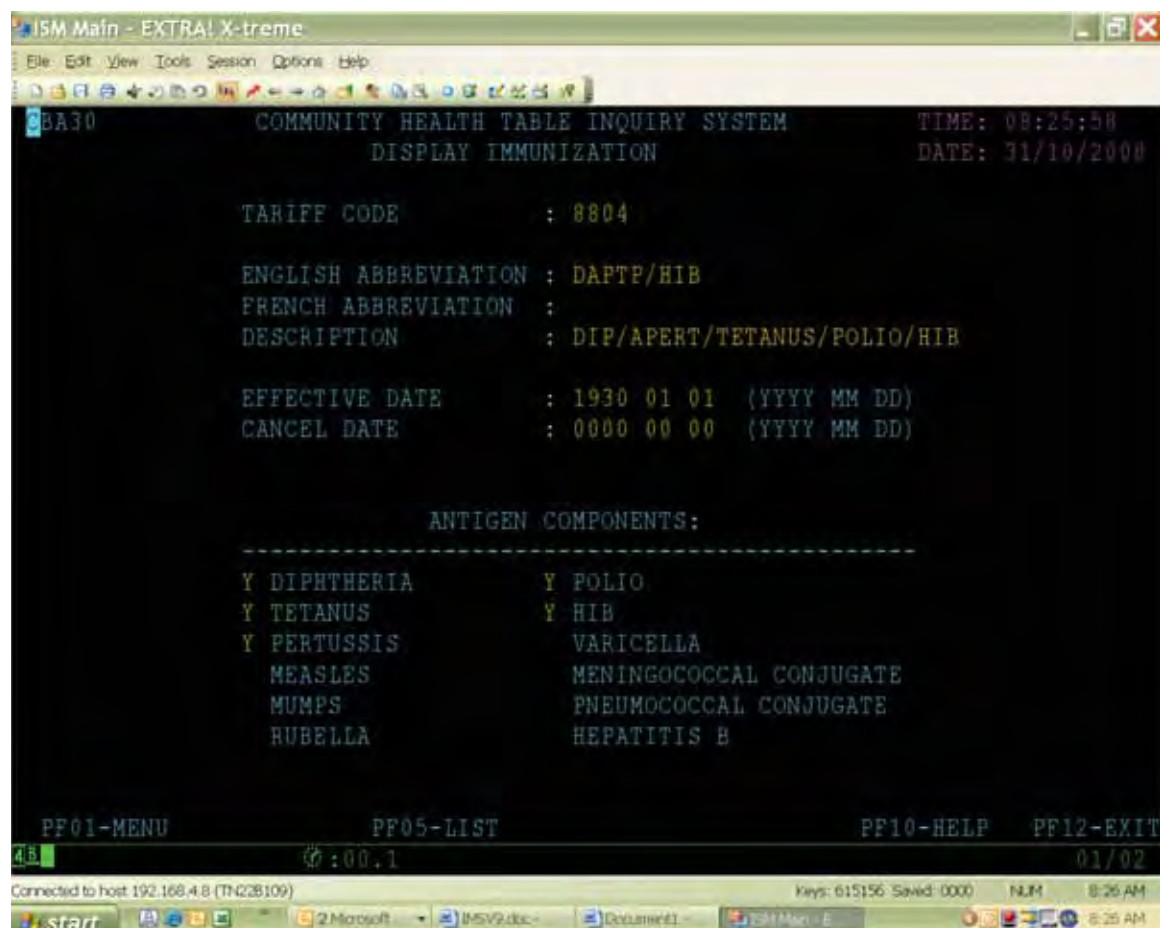 ISM Main - EXTRA! X-treme
File Edit View Tools Session Options Help
CBA30 COMMUNITY HEALTH TABLE INQUIRY SYSTEM TIME: 08:25:58
DISPLAY IMMUNIZATION DATE: 31/10/2008
TARIFF CODE : 8804
ENGLISH ABBREVIATION : DAPTP/HIB
FRENCH ABBREVIATION :
DESCRIPTION : DIP/APERT/TETANUS/POLIO/HIB
EFFECTIVE DATE : 1930 01 01 (YYYY MM DD)
CANCEL DATE : 0000 00 00 (YYYY MM DD)
ANTIGEN COMPONENTS:
-----------------------------------------------
Y DIPHTHERIA Y POLIO
Y TETANUS Y HIB
Y PERTUSSIS VARICELLA
MEASLES MENINGOCOCCAL CONJUGATE
MUMPS PNEUMOCOCCAL CONJUGATE
RUBELLA HEPATITIS B
PF01-MENU PF05-LIST PF10-HELP PF12-EXIT
4B :00.1 01/02
Connected to host 192.168.4.8 (TN22B109) Keys: 615156 Saved: 0000 NUM 8:26 AM
start 2 Microsoft IMSV9.doc - Document1 - ISM Main - E 8:26 AM